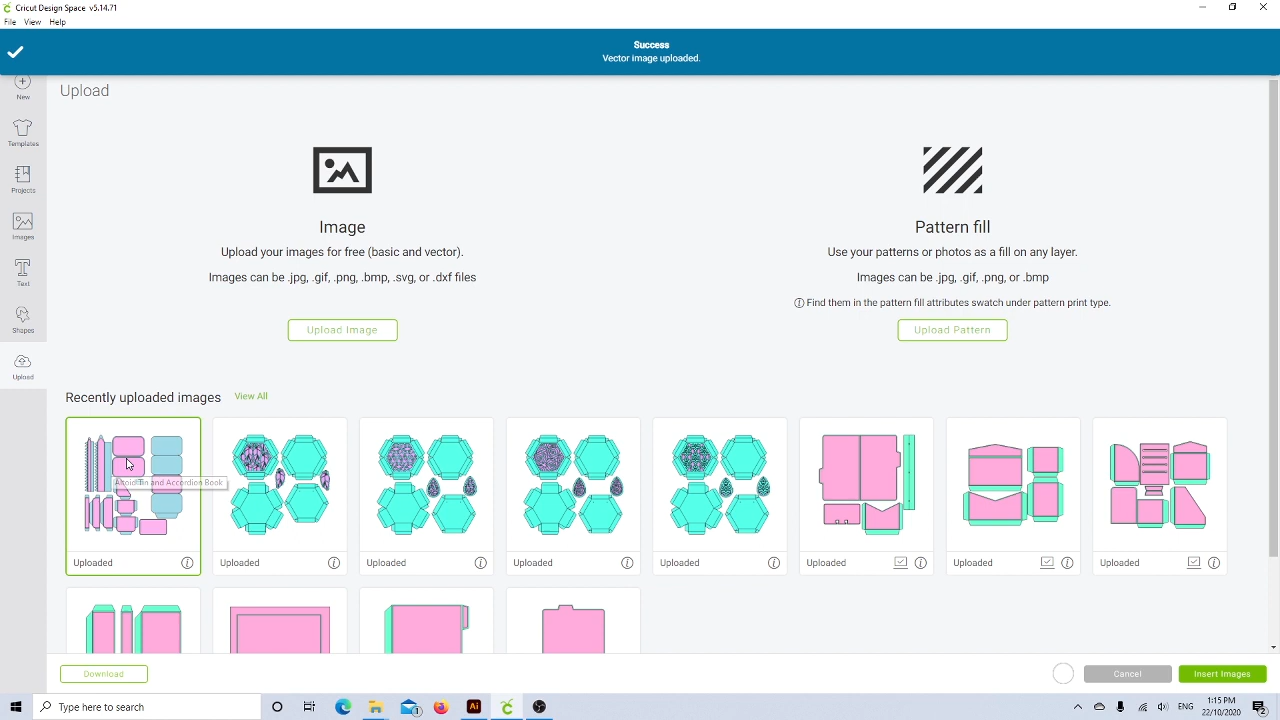 Cricut Design Space v5.14.71
File View Help
Success
Vector image uploaded.
New
Templates
Projects
Images
Text
Shapes
Upload
Upload
Image
Upload your images for free (basic and vector).
Images can be .jpg, .gif, .png, .bmp, .svg, or .dxf files
Upload Image
Pattern fill
Use your patterns or photos as a fill on any layer.
Images can be .jpg, .gif, .png, or .bmp
Find them in the pattern fill attributes swatch under pattern print type.
Upload Pattern
Recently uploaded images View All
Altoid Tin and Accordion Book
Uploaded Uploaded Uploaded Uploaded Uploaded Uploaded Uploaded Uploaded
Download Cancel Insert Images
Type here to search
ENG
1:15 PM
22/10/2020